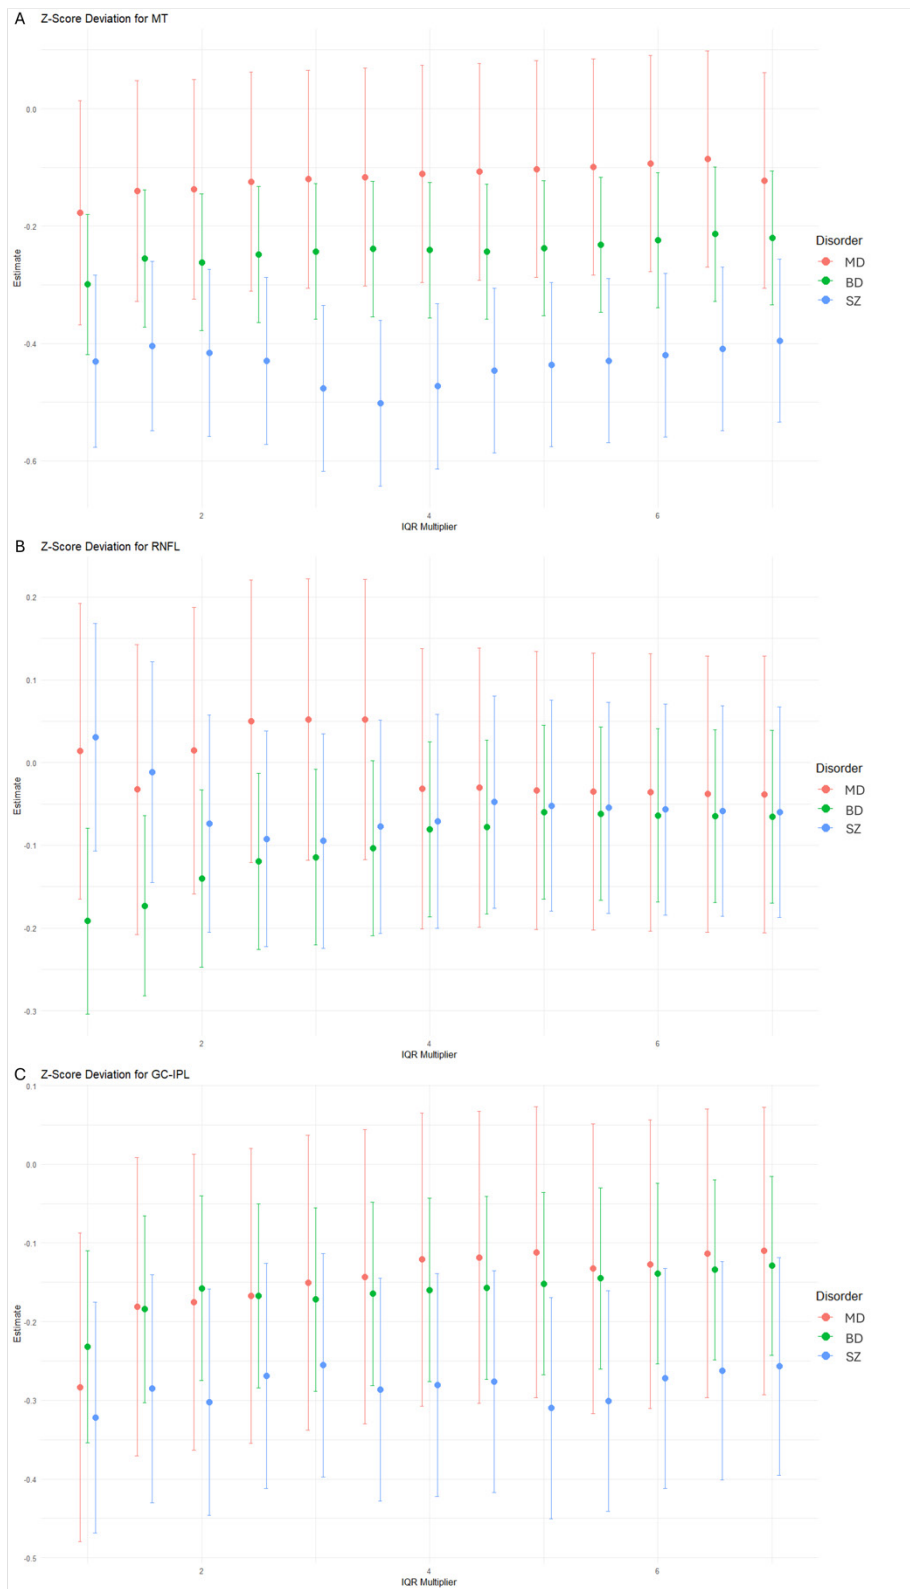 A Z-Score Deviation for MT
0.0
-0.2
-0.4
-0.6
Estimate
2 4 6
IQR Multiplier
Disorder
MD
BD
SZ
B Z-Score Deviation for RNFL
0.2
0.1
0.0
-0.1
-0.2
-0.3
Estimate
2 4 6
IQR Multiplier
Disorder
MD
BD
SZ
C Z-Score Deviation for GC-IPL
0.1
0.0
-0.1
-0.2
-0.3
-0.4
-0.5
Estimate
2 4 6
IQR Multiplier
Disorder
MD
BD
SZ